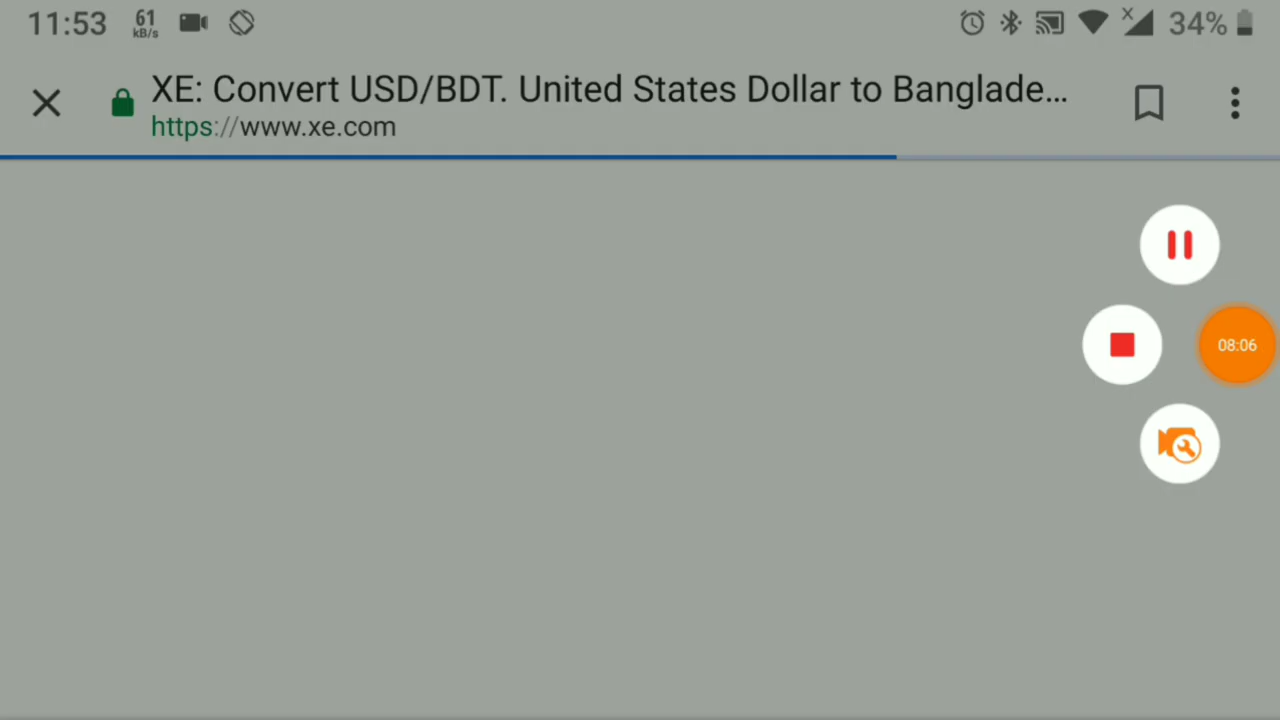 11:53 61 kB/s 34%
XE: Convert USD/BDT. United States Dollar to Banglade...
https://www.xe.com
08:06